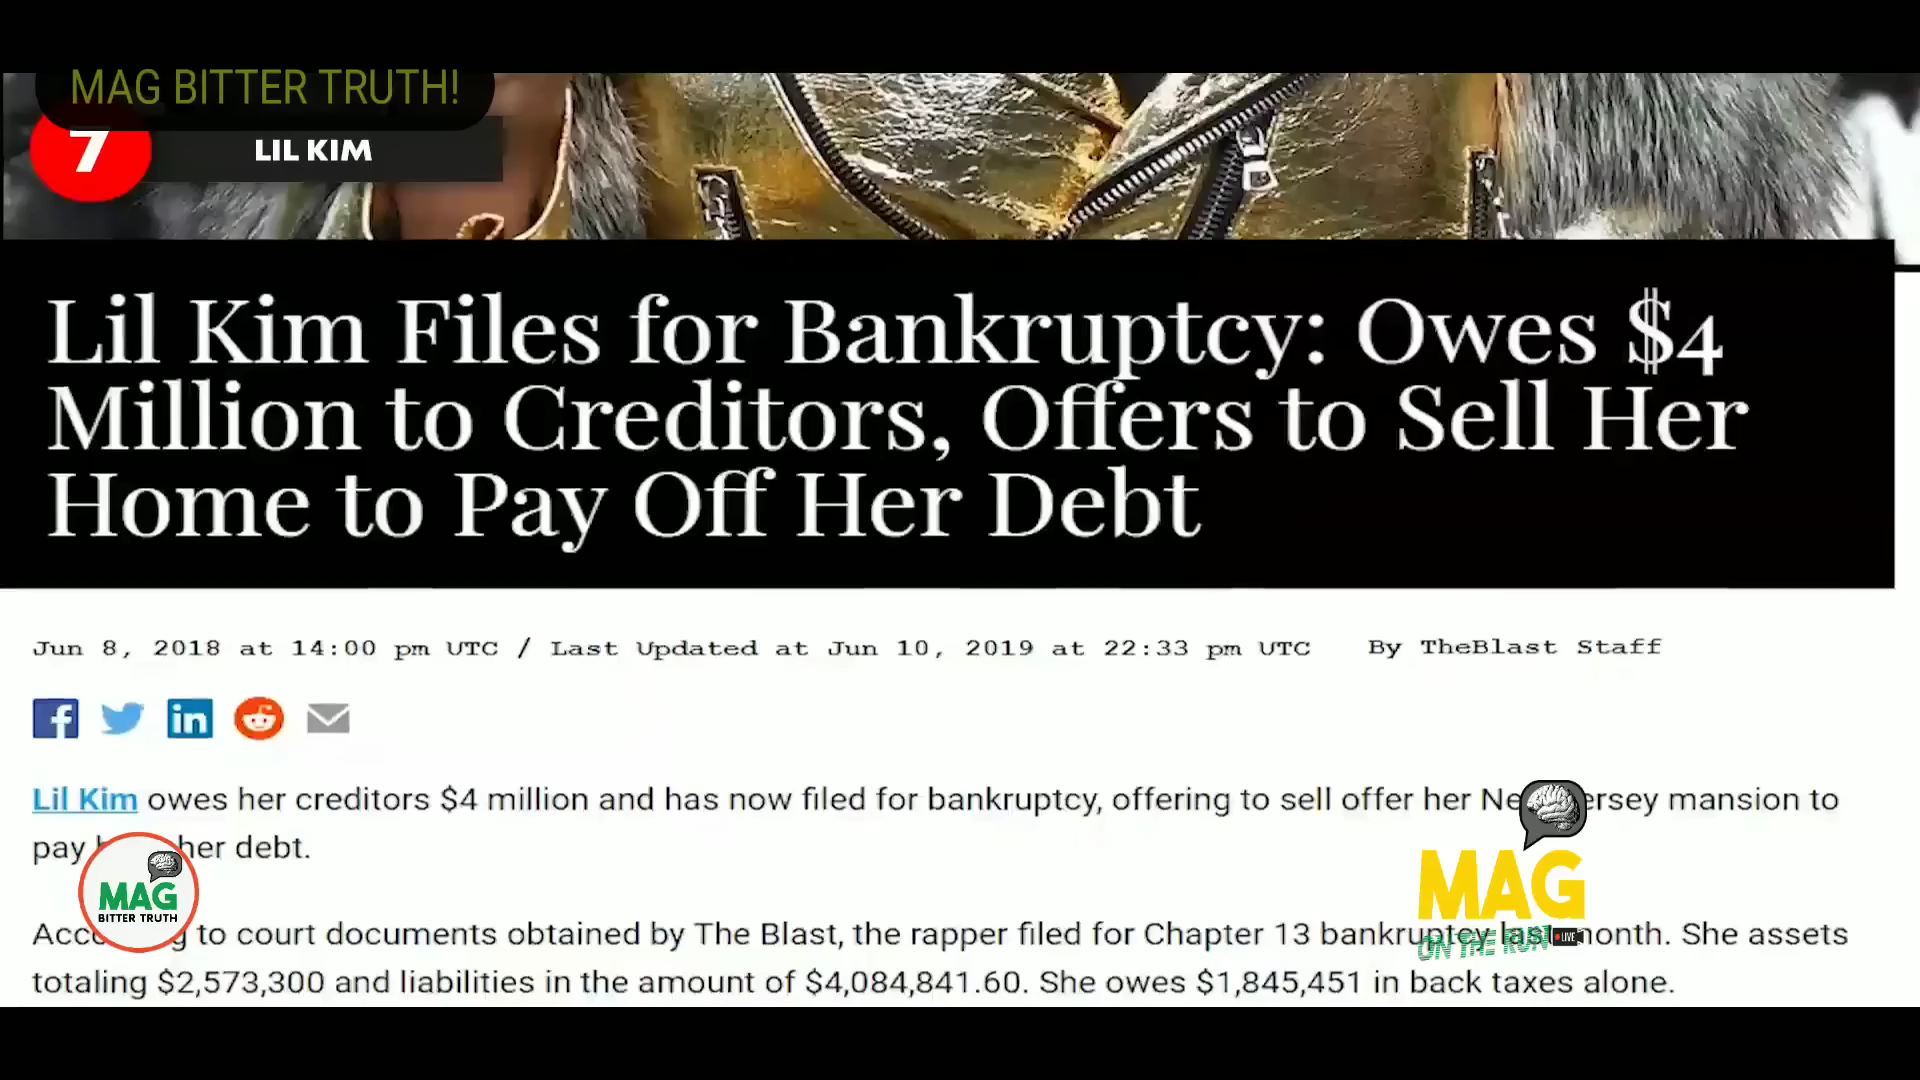 MAG BITTER TRUTH!
7
LIL KIM
Lil Kim Files for Bankruptcy: Owes $4
Million to Creditors, Offers to Sell Her
Home to Pay Off Her Debt
Jun 8, 2018 at 14:00 pm UTC / Last Updated at Jun 10, 2019 at 22:33 pm UTC By TheBlast Staff
Lil Kim owes her creditors $4 million and has now filed for bankruptcy, offering to sell offer her mansion to
pay her debt.
to court documents obtained by The Blast, the rapper filed for Chapter 13 bankruptcy last month. She assets
totaling $2,573,300 and liabilities in the amount of $4,084,841.60. She owes $1,845,451 in back taxes alone.
MAG
BITTER TRUTH
MAG
ON THE RUN
LIVE